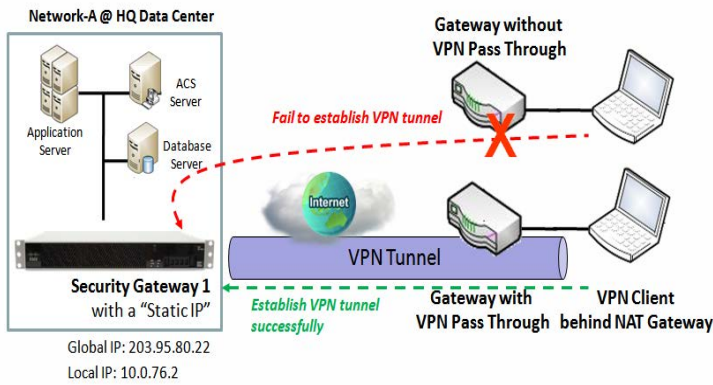 Network-A @ HQ Data Center
Gateway without
VPN Pass Through
ACS
Server
Application
Server
Database
Server
Fail to establish VPN tunnel
X
Internet
VPN Tunnel
Security Gateway 1
with a “Static IP”
Establish VPN tunnel
successfully
Gateway with
VPN Pass Through
VPN Client
behind NAT Gateway
Global IP: 203.95.80.22
Local IP: 10.0.76.2